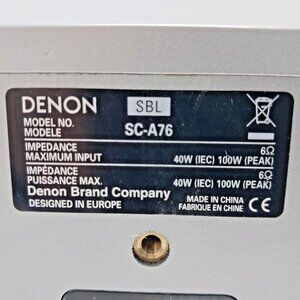 DENON SBL
MODEL NO.
MODELE SC-A76
IMPEDANCE 6Ω
MAXIMUM INPUT 40W (IEC) 100W (PEAK)
IMPÉDANCE 6Ω
PUISSANCE MAX. 40W (IEC) 100W (PEAK)
Denon Brand Company
DESIGNED IN EUROPE
MADE IN CHINA
FABRIQUE EN CHINE
CE